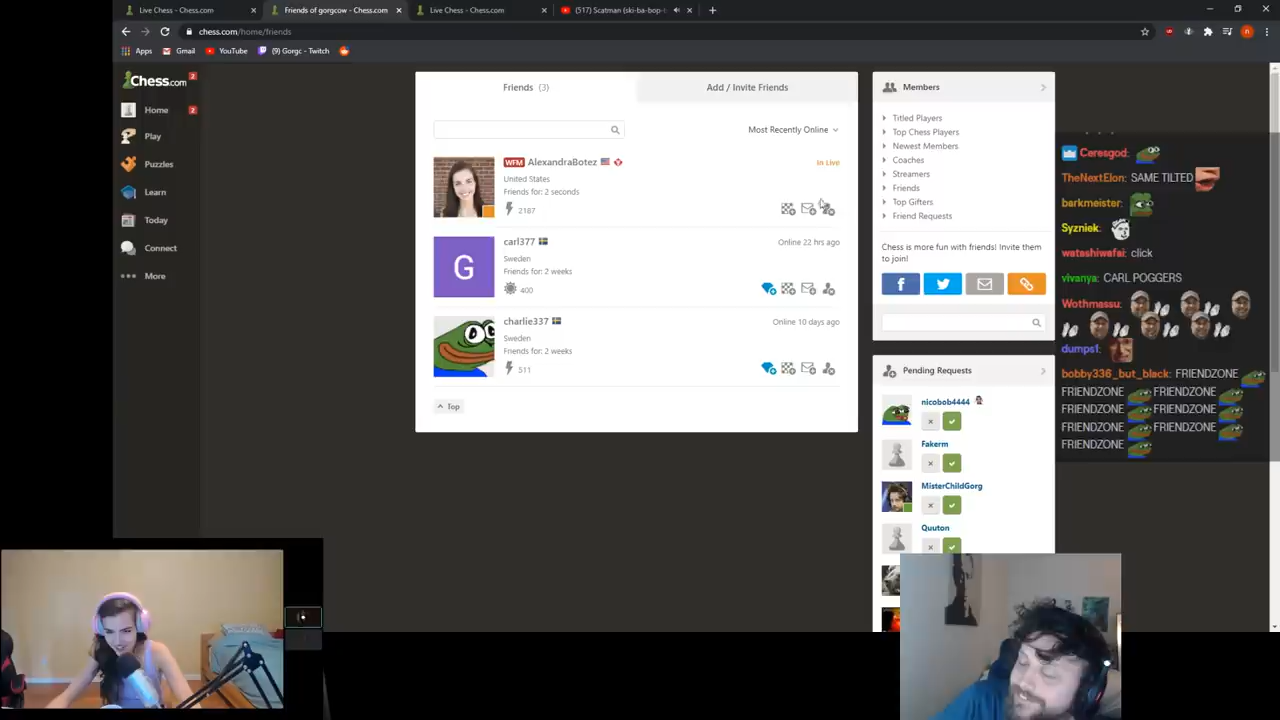 Live Chess - Chess.com
Friends of gorgcow - Chess.com
Live Chess - Chess.com
(517) Scatman (ski-ba-bop-
chess.com/home/friends
Apps
Gmail
YouTube
(9) Gorgc - Twitch
Chess.com 2
Home 2
Play
Puzzles
Learn
Today
Connect
More
Friends (3)
Add / Invite Friends
Most Recently Online
WFM AlexandraBotez
In Live
United States
Friends for: 2 seconds
2187
G
carl377
Online 22 hrs ago
Sweden
Friends for: 2 weeks
400
charlie337
Online 10 days ago
Sweden
Friends for: 2 weeks
511
Top
Members
Titled Players
Top Chess Players
Newest Members
Coaches
Streamers
Friends
Top Gifters
Friend Requests
Chess is more fun with friends! Invite them
to join!
Pending Requests
nicobob4444
Fakerm
MisterChildGorg
Quuton
Ceresgod:
TheNextElon: SAME TILTED
barkmeister:
Syzniek:
watashiwafai: click
vivanya: CARL POGGERS
Wothmassu:
dumps1:
bobby336_but_black: FRIENDZONE
FRIENDZONE FRIENDZONE
FRIENDZONE FRIENDZONE
FRIENDZONE FRIENDZONE
FRIENDZONE